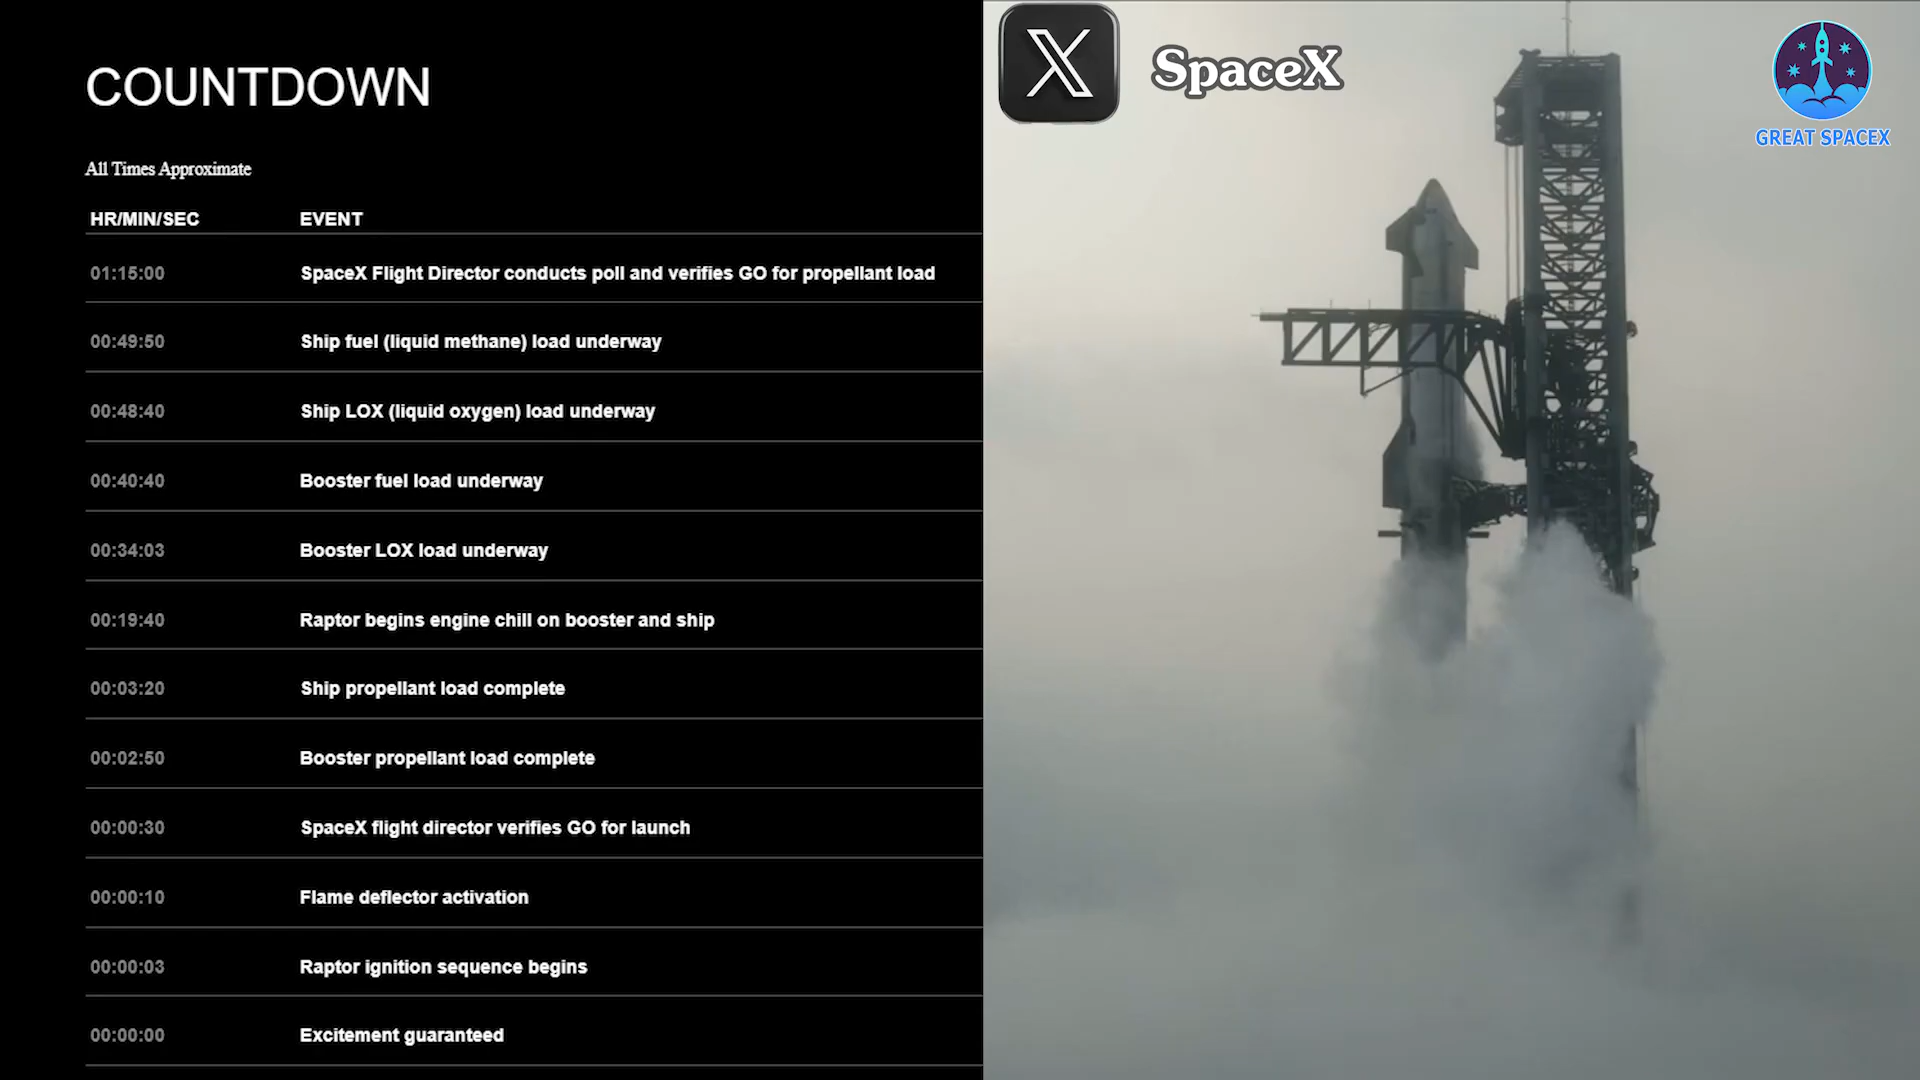 COUNTDOWN
All Times Approximate
HR/MIN/SEC EVENT
01:15:00 SpaceX Flight Director conducts poll and verifies GO for propellant load
00:49:50 Ship fuel (liquid methane) load underway
00:48:40 Ship LOX (liquid oxygen) load underway
00:40:40 Booster fuel load underway
00:34:03 Booster LOX load underway
00:19:40 Raptor begins engine chill on booster and ship
00:03:20 Ship propellant load complete
00:02:50 Booster propellant load complete
00:00:30 SpaceX flight director verifies GO for launch
00:00:10 Flame deflector activation
00:00:03 Raptor ignition sequence begins
00:00:00 Excitement guaranteed
X SpaceX
GREAT SPACEX